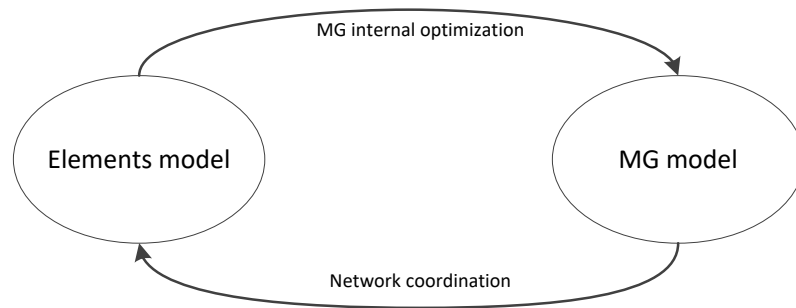 MG internal optimization
Elements model
MG model
Network coordination